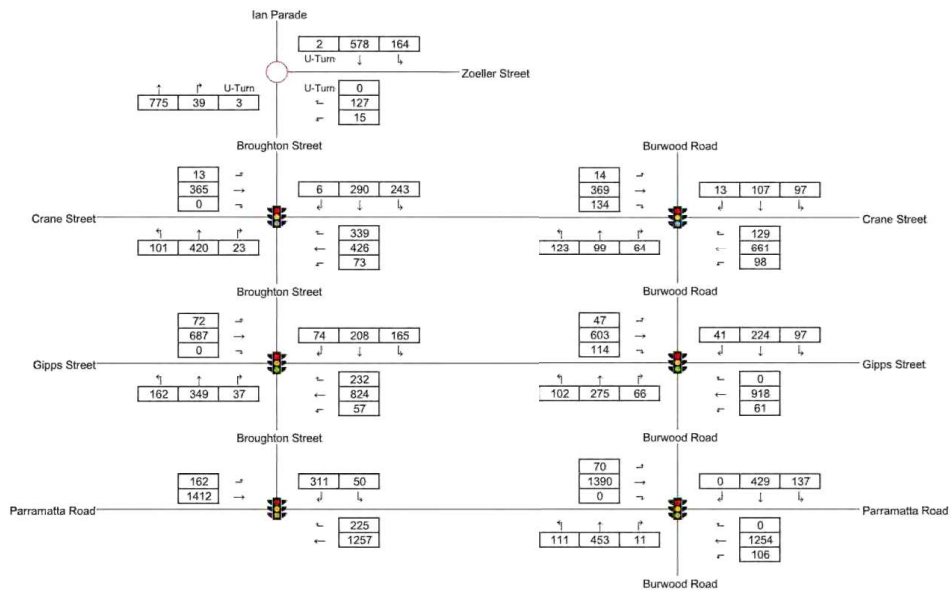 Ian Parade
2 578 164
U-Turn
Zoeller Street
U-Turn
775 39 3
U-Turn 0
127
15
Broughton Street
Burwood Road
13
365
0
6 290 243
14
369
134
13 107 97
Crane Street
Crane Street
101 420 23
339
426
73
123 99 64
129
661
98
Broughton Street
Burwood Road
72
687
0
74 208 165
47
603
114
41 224 97
Gipps Street
Gipps Street
162 349 37
232
824
57
102 275 66
0
918
61
Broughton Street
Burwood Road
162
1412
311 50
70
1390
0
0 429 137
Parramatta Road
Parramatta Road
225
1257
111 453 11
0
1254
106
Burwood Road